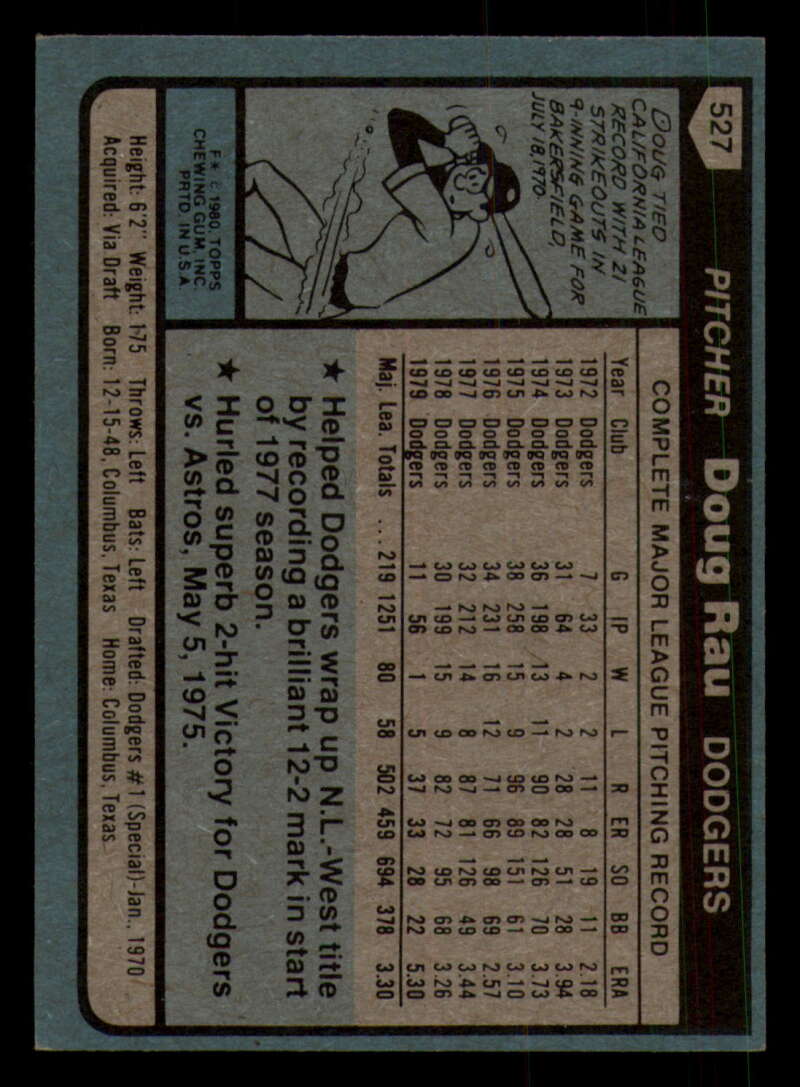 527 PITCHER Doug Rau DODGERS
DOUG TIED
CALIFORNIA LEAGUE
RECORD WITH 21
STRIKEOUTS IN
9-INNING GAME FOR
BAKERSFIELD,
JULY 18, 1970
COMPLETE MAJOR LEAGUE PITCHING RECORD
Year Club G IP W L R ER SO BB ERA
1972 Dodgers 7 33 2 2 11 8 19 11 2.18
1973 Dodgers 31 64 4 2 28 28 51 28 3.94
1974 Dodgers 36 198 13 11 90 82 126 70 3.73
1975 Dodgers 38 258 15 9 96 89 151 61 3.10
1976 Dodgers 34 231 16 12 71 66 98 69 2.57
1977 Dodgers 32 212 14 8 87 81 126 49 3.44
1978 Dodgers 30 199 15 9 82 72 95 68 3.26
1979 Dodgers 11 56 1 5 37 33 28 22 5.30
Maj. Lea. Totals ... 219 1251 80 58 502 459 694 378 3.30
★ Helped Dodgers wrap up N.L.-West title
by recording a brilliant 12-2 mark in start
of 1977 season.
★ Hurled superb 2-hit Victory for Dodgers
vs. Astros, May 5, 1975.
F* © 1980, TOPPS
CHEWING GUM, INC.
PRTD. IN U.S.A.
Height: 6'2" Weight: 175 Throws: Left Bats: Left Drafted: Dodgers #1 (Special)-Jan., 1970
Acquired: Via Draft Born: 12-15-48, Columbus, Texas Home: Columbus, Texas